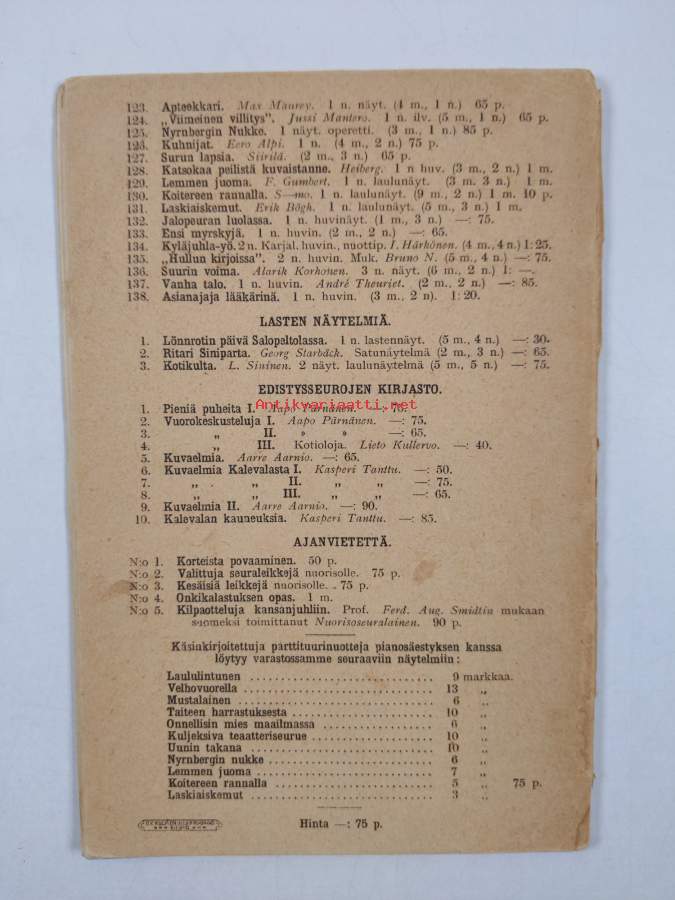 123. Apteekkari. Max Maurey. 1 n. näyt. (4 m., 1 n.) 65 p.
124. „Viimeinen villitys". Jussi Mantero. 1 n. ilv. (5 m., 1 n.) 65 p.
125. Nyrnbergin Nukke. 1 näyt. operetti. (3 m., 1 n.) 85 p.
126. Kuhnijat. Eero Alpi. 1 n. (4 m., 2 n.) 75 p.
127. Surun lapsia. Siirilä. (2 m., 3 n.) 65 p.
128. Katsokaa peilistä kuvaistanne. Heiberg. 1 n huv. (3 m., 2 n.) 1 m.
129. Lemmen juoma. F. Gumbert. 1 n. laulunäyt. (3 m. 3 n.) 1 m.
130. Koitereen rannalla. S—mo. 1 n. laulunäyt. (9 m., 2 n.) 1 m. 10 p.
131. Laskiaiskemut. Erik Bögh. 1 n. laulunäyt. (5 m., 3 n.) 1 m.
132. Jalopeuran luolassa. 1 n. huvinäyt. (1 m., 3 n.) —: 75.
133. Ensi myrskyjä. 1 n. huvin. (2 m., 2 n.) —: 65.
134. Kyläjuhla-yö. 2 n. Karjal. huvin., nuottip. I. Härkönen. (4 m., 4 n.) 1: 25.
135. „Hullun kirjoissa". 2 n. huvin. Muk. Bruno N. (5 m., 4 n.) —: 75.
136. Suurin voima. Alarik Korhonen. 3 n. näyt. (6 m., 2 n.) 1: —.
137. Vanha talo. 1 n. huvin. André Theuriet. (2 m., 2 n.) —: 85.
138. Asianajaja lääkärinä. 1 n. huvin. (3 m., 2 n). 1: 20.
LASTEN NÄYTELMIÄ.
1. Lönnrotin päivä Salopeltolassa. 1 n. lastennäyt. (5 m., 4 n.) —: 30.
2. Ritari Siniparta. Georg Starbäck. Satunäytelmä (2 m., 3 n.) —: 65.
3. Kotikulta. L. Sininen. 2 näyt. laulunäytelmä (5 m., 5 n.) —: 75.
EDISTYSSEUROJEN KIRJASTO.
Antikvariaatti.net
1. Pieniä puheita I. Aapo Pärnänen. —: 75.
2. Vuorokeskusteluja I. Aapo Pärnänen. —: 75.
3. „ II. » » —: 65.
4. „ III. Kotioloja. Lieto Kullervo. —: 40.
5. Kuvaelmia. Aarre Aarnio. —: 65.
6. Kuvaelmia Kalevalasta I. Kasperi Tanttu. —: 50.
7. „ „ II. „ „ —: 75.
8. „ „ III. „ „ —: 65.
9. Kuvaelmia II. Aarre Aarnio. —: 90.
10. Kalevalan kauneuksia. Kasperi Tanttu. —: 85.
AJANVIETETTÄ.
N:o 1. Korteista povaaminen. 50 p.
N:o 2. Valittuja seuraleikkejä nuorisolle. 75 p.
N:o 3. Kesäisiä leikkejä nuorisolle. 75 p.
N:o 4. Onkikalastuksen opas. 1 m.
N:o 5. Kilpaotteluja kansanjuhliin. Prof. Ferd. Aug. Smidtin mukaan
suomeksi toimittanut Nuorisoseuralainen. 90 p.
Käsinkirjoitettuja parttituurinuotteja pianosäestyksen kanssa
löytyy varastossamme seuraaviin näytelmiin:
Laululintunen . . . . . . . . . . 9 markkaa.
Velhovuorella . . . . . . . . . . 13 „
Mustalainen . . . . . . . . . . 6 „
Taiteen harrastuksesta . . . . . . . . . . 10 „
Onnellisin mies maailmassa . . . . . . . . . . 6 „
Kuljeksiva teaatteriseurue . . . . . . . . . . 10 „
Uunin takana . . . . . . . . . . 10 „
Nyrnbergin nukke . . . . . . . . . . 6 „
Lemmen juoma . . . . . . . . . . 7 „
Koitereen rannalla . . . . . . . . . . 5 „ 75 p.
Laskiaiskemut . . . . . . . . . . 3 „
Hinta —: 75 p.